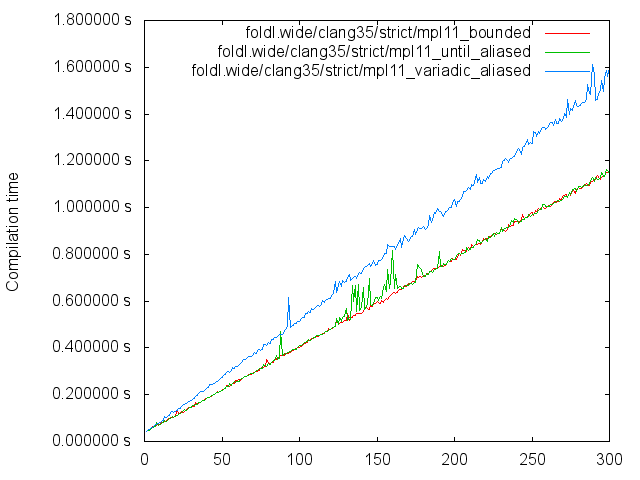 foldl.wide/clang35/strict/mpl11_bounded
foldl.wide/clang35/strict/mpl11_until_aliased
foldl.wide/clang35/strict/mpl11_variadic_aliased
1.800000 s
1.600000 s
1.400000 s
1.200000 s
1.000000 s
0.800000 s
0.600000 s
0.400000 s
0.200000 s
0.000000 s
Compilation time
0 50 100 150 200 250 300